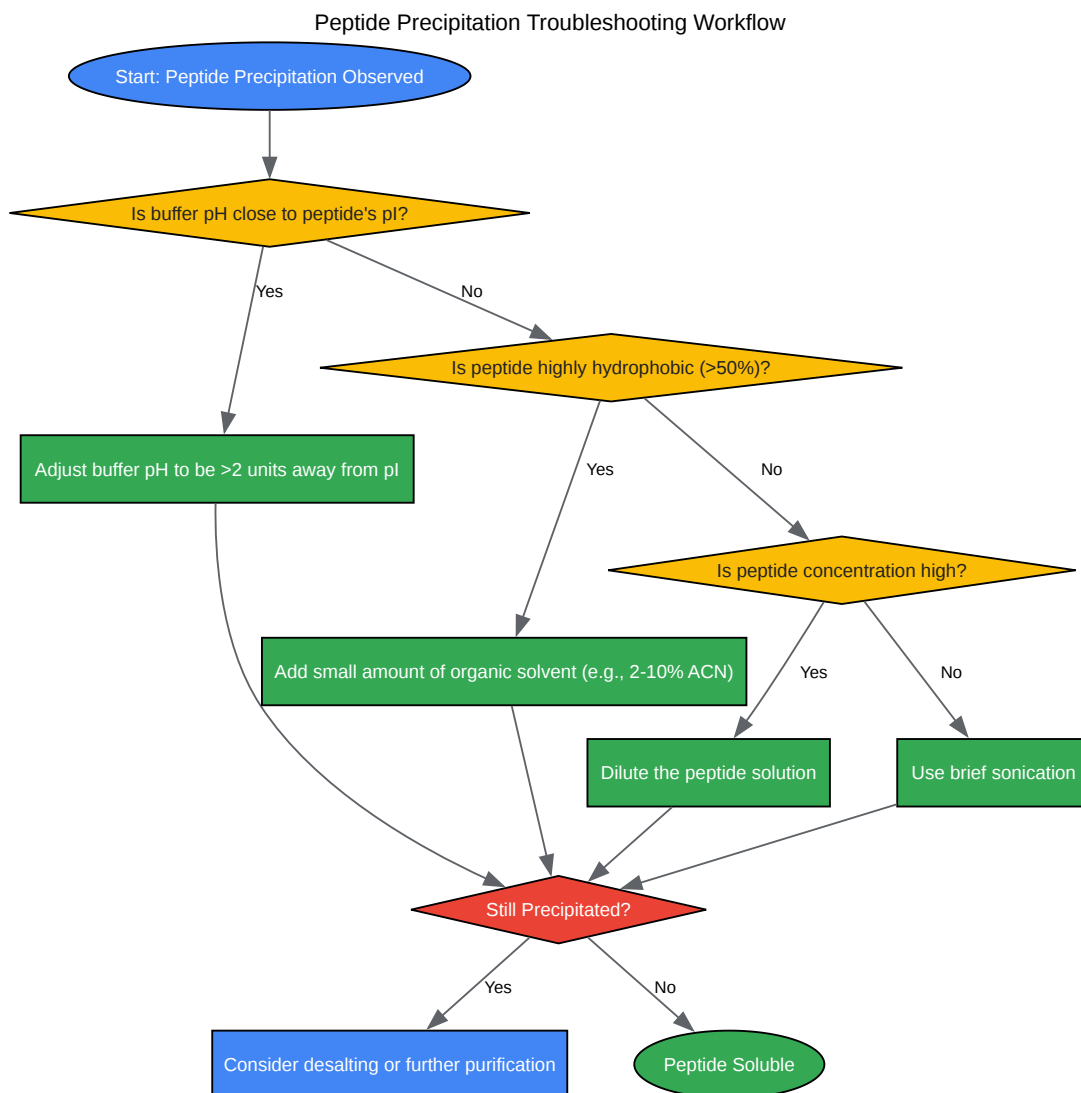 Peptide Precipitation Troubleshooting Workflow
Start: Peptide Precipitation Observed
Is buffer pH close to peptide's pI?
Yes
No
Is peptide highly hydrophobic (>50%)?
Adjust buffer pH to be >2 units away from pI
Yes
No
Is peptide concentration high?
Add small amount of organic solvent (e.g., 2-10% ACN)
Yes
No
Dilute the peptide solution
Use brief sonication
Still Precipitated?
Yes
No
Consider desalting or further purification
Peptide Soluble